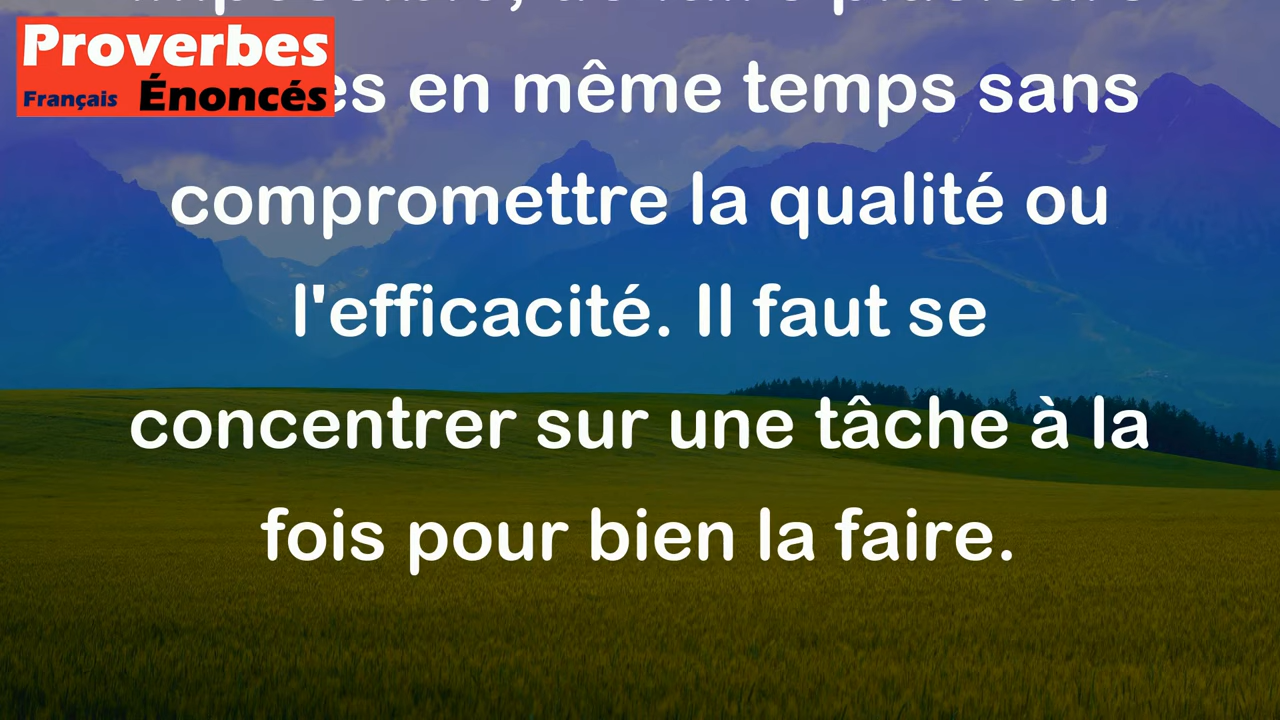 Proverbes
Français Énoncés
es en même temps sans
compromettre la qualité ou
l'efficacité. Il faut se
concentrer sur une tâche à la
fois pour bien la faire.